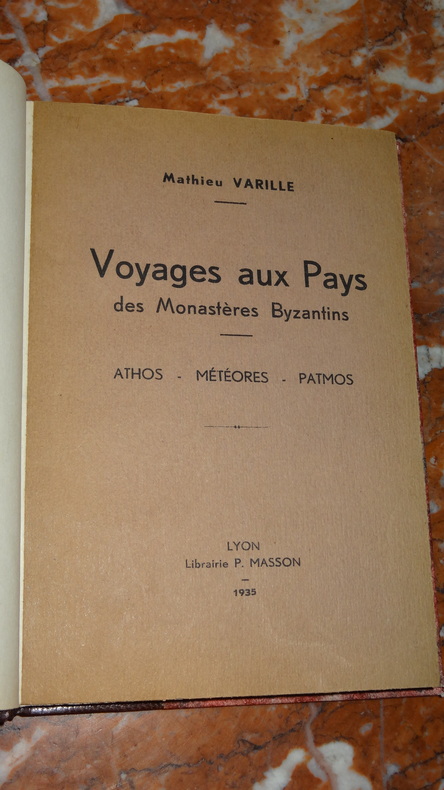 Mathieu VARILLE
Voyages aux Pays
des Monastères Byzantins
ATHOS - MÉTÉORES - PATMOS
LYON
Librairie P. MASSON
1935